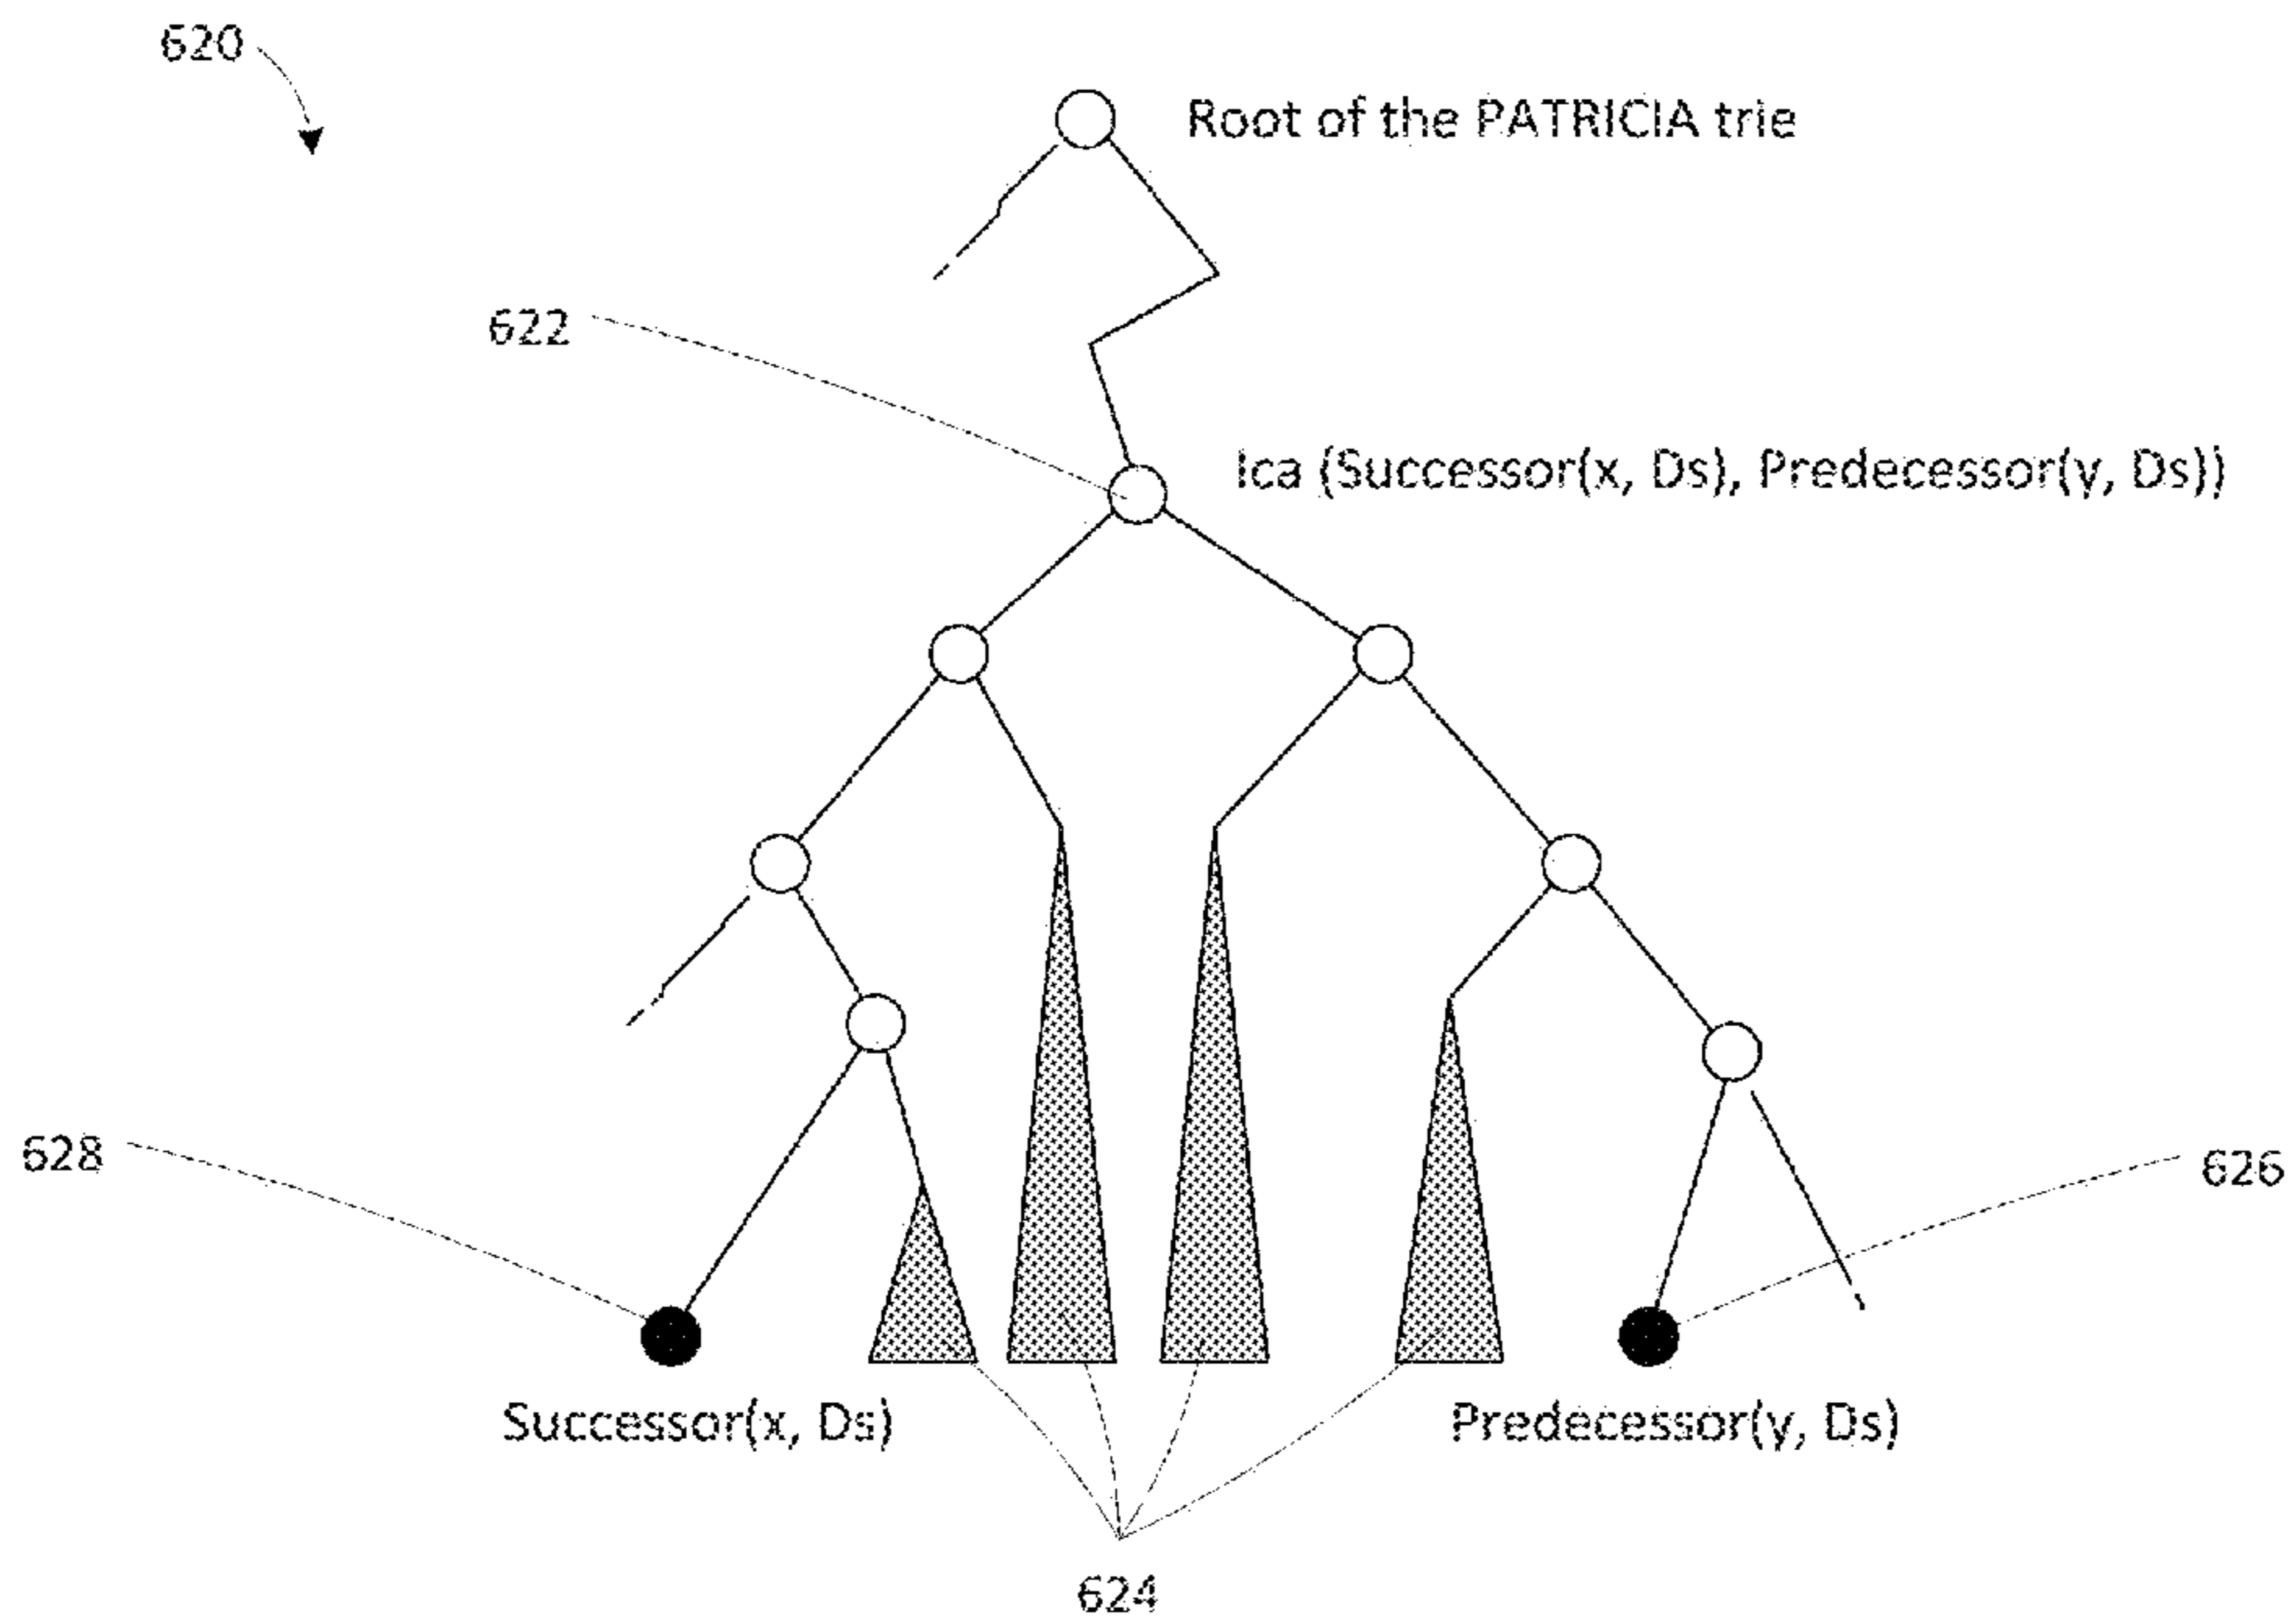 620
Root of the PATRICIA trie
622
lca (Successor(x, Ds), Predecessor(y, Ds))
628
626
Successor(x, Ds)
Predecessor(y, Ds)
624